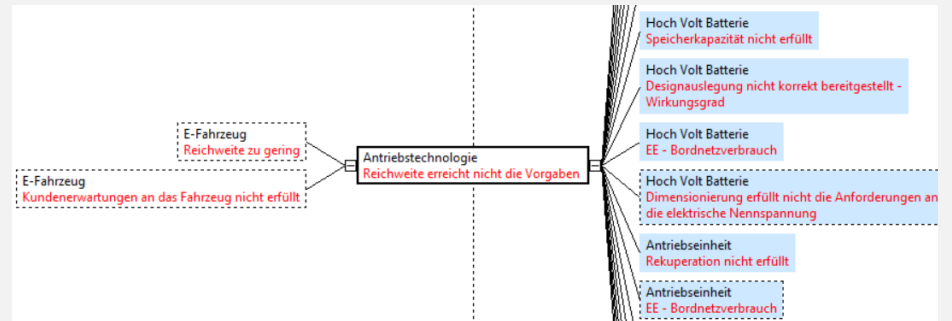 E-Fahrzeug
Reichweite zu gering
E-Fahrzeug
Kundenerwartungen an das Fahrzeug nicht erfüllt
Antriebstechnologie
Reichweite erreicht nicht die Vorgaben
Hoch Volt Batterie
Speicherkapazität nicht erfüllt
Hoch Volt Batterie
Designauslegung nicht korrekt bereitgestellt -
Wirkungsgrad
Hoch Volt Batterie
EE - Bordnetzverbrauch
Hoch Volt Batterie
Dimensionierung erfüllt nicht die Anforderungen an
die elektrische Nennspannung
Antriebseinheit
Rekuperation nicht erfüllt
Antriebseinheit
EE - Bordnetzverbrauch